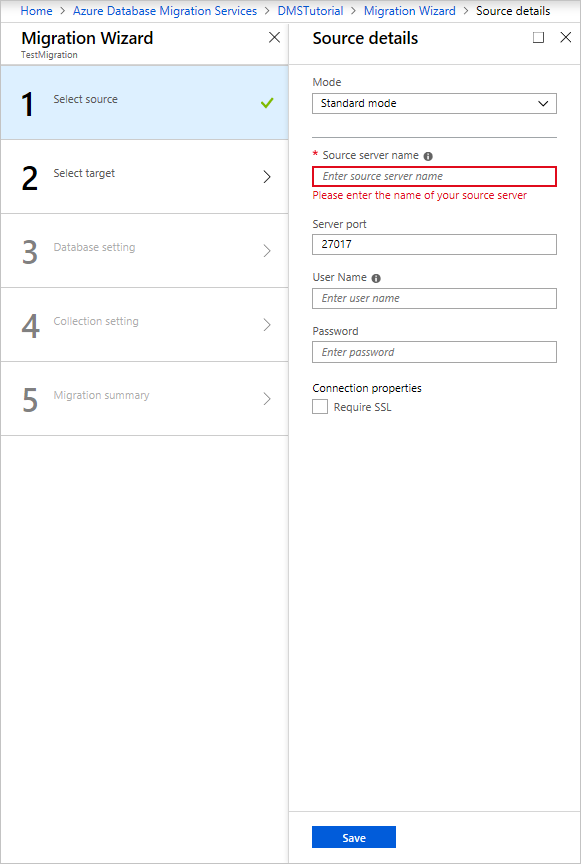 Home > Azure Database Migration Services > DMSTutorial > Migration Wizard > Source details
Migration Wizard
TestMigration
1 Select source
2 Select target
3 Database setting
4 Collection setting
5 Migration summary
Source details
Mode
Standard mode
* Source server name
Enter source server name
Please enter the name of your source server
Server port
27017
User Name
Enter user name
Password
Enter password
Connection properties
Require SSL
Save